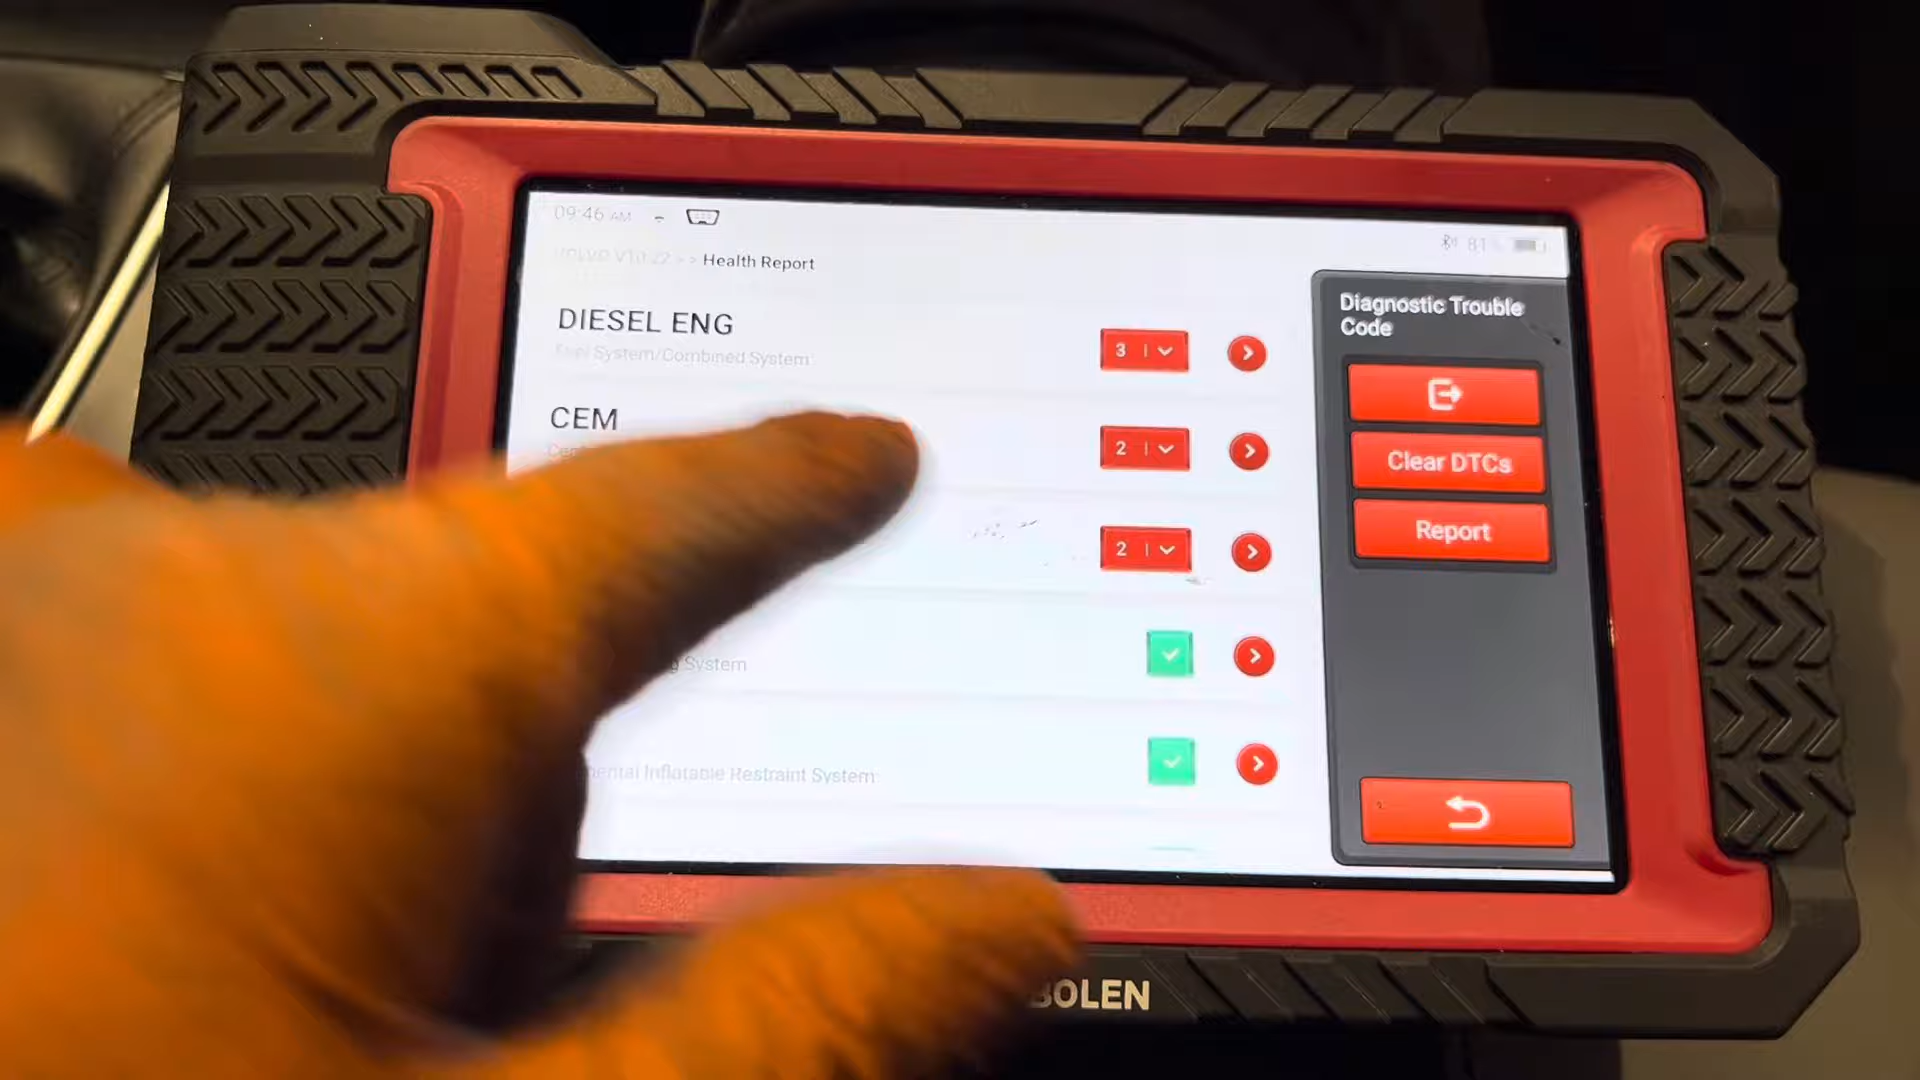 09:46 AM
81
VOLVO V10.22 > > Health Report
DIESEL ENG
Fuel System/Combined System
3
CEM
2
2
g System
mental Inflatable Restraint System
Diagnostic Trouble
Code
Clear DTCs
Report
BOLEN